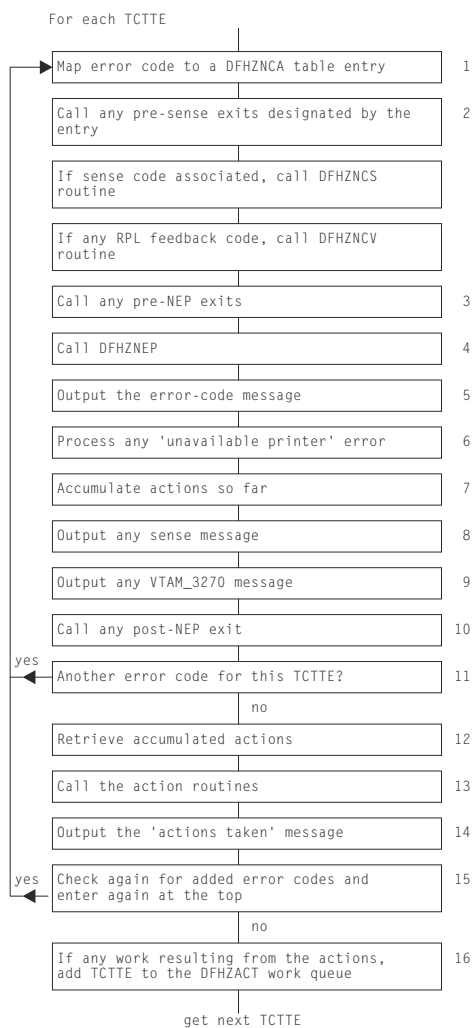 For each TCTTE
Map error code to a DFHZNCA table entry 1
Call any pre-sense exits designated by the 2
entry
If sense code associated, call DFHZNCS
routine
If any RPL feedback code, call DFHZNCV
routine
Call any pre-NEP exits 3
Call DFHZNEP 4
Output the error-code message 5
Process any 'unavailable printer' error 6
Accumulate actions so far 7
Output any sense message 8
Output any VTAM_3270 message 9
Call any post-NEP exit 10
yes
Another error code for this TCTTE? 11
no
Retrieve accumulated actions 12
Call the action routines 13
Output the 'actions taken' message 14
yes Check again for added error codes and 15
enter again at the top
no
If any work resulting from the actions, 16
add TCTTE to the DFHZACT work queue
get next TCTTE